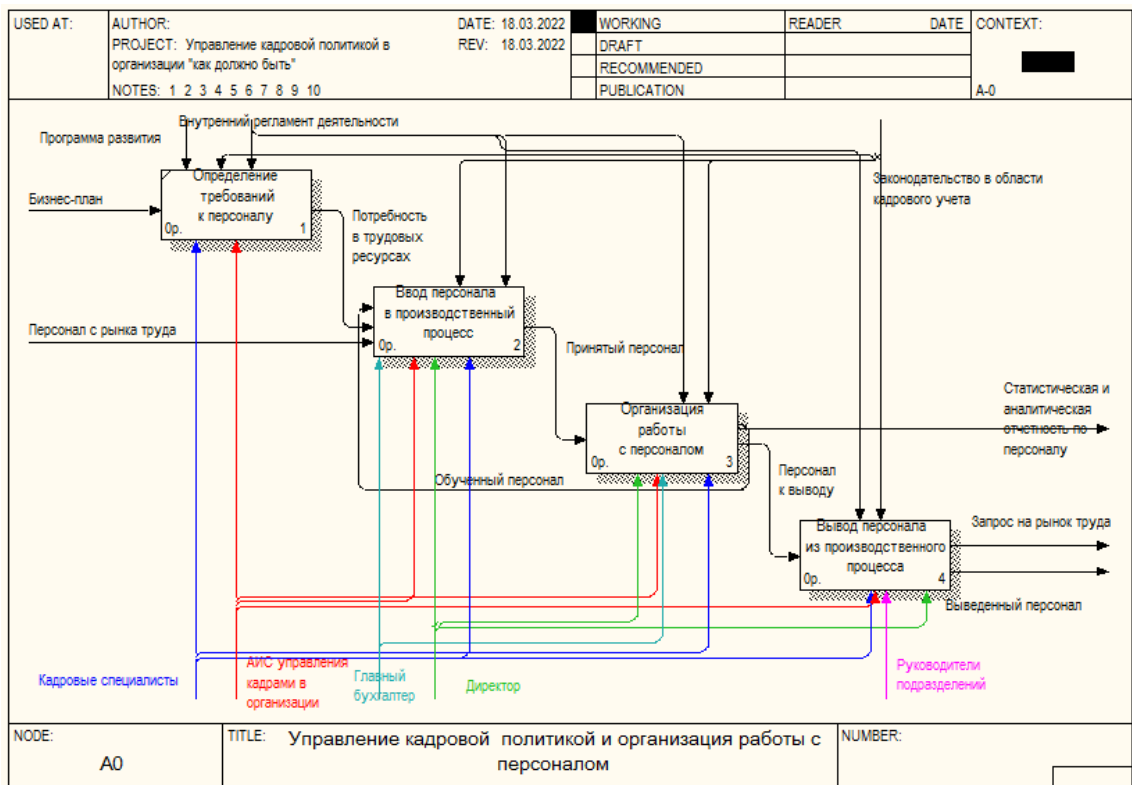 USED AT:
AUTHOR:
DATE: 18.03.2022
WORKING
READER
DATE
CONTEXT:
PROJECT: Управление кадровой политикой в
REV: 18.03.2022
DRAFT
организации "как должно быть"
RECOMMENDED
NOTES: 1 2 3 4 5 6 7 8 9 10
PUBLICATION
A-0
Внутренний регламент деятельности
Программа развития
Определение
требований
к персоналу
0р.
1
Законодательство в области
кадрового учета
Бизнес-план
Потребность
в трудовых
ресурсах
Ввод персонала
в производственный
процесс
0р.
2
Персонал с рынка труда
Принятый персонал
Статистическая и
аналитическая
отчетность по
персоналу
Организация
работы
с персоналом
0р.
3
Обученный персонал
Персонал
к выводу
Вывод персонала
из производственного
процесса
0р.
4
Запрос на рынок труда
Выведенный персонал
Кадровые специалисты
АИС управления
кадрами в
организации
Главный
бухгалтер
Директор
Руководители
подразделений
NODE:
A0
TITLE:
Управление кадровой политикой и организация работы с
персоналом
NUMBER: